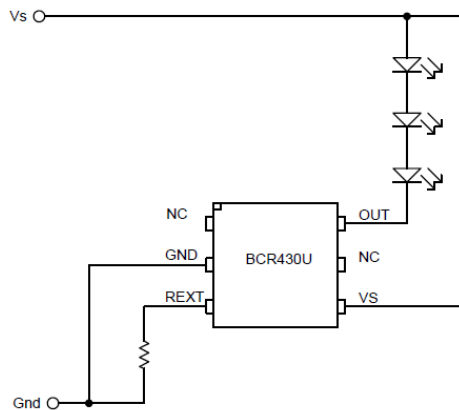 Vs
NC
OUT
GND
BCR430U
NC
REXT
VS
Gnd